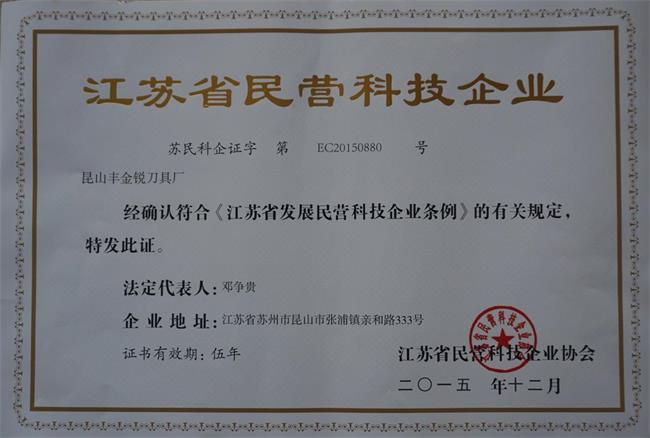 江苏省民营科技企业
苏民科企证字 第 EC20150880 号
昆山丰金锐刀具厂
经确认符合《江苏省发展民营科技企业条例》的有关规定，
特发此证。
法定代表人：邓争贵
企业地址：江苏省苏州市昆山市张浦镇亲和路333号
证书有效期：伍年
江苏省民营科技企业协会
二〇一五 年十二月